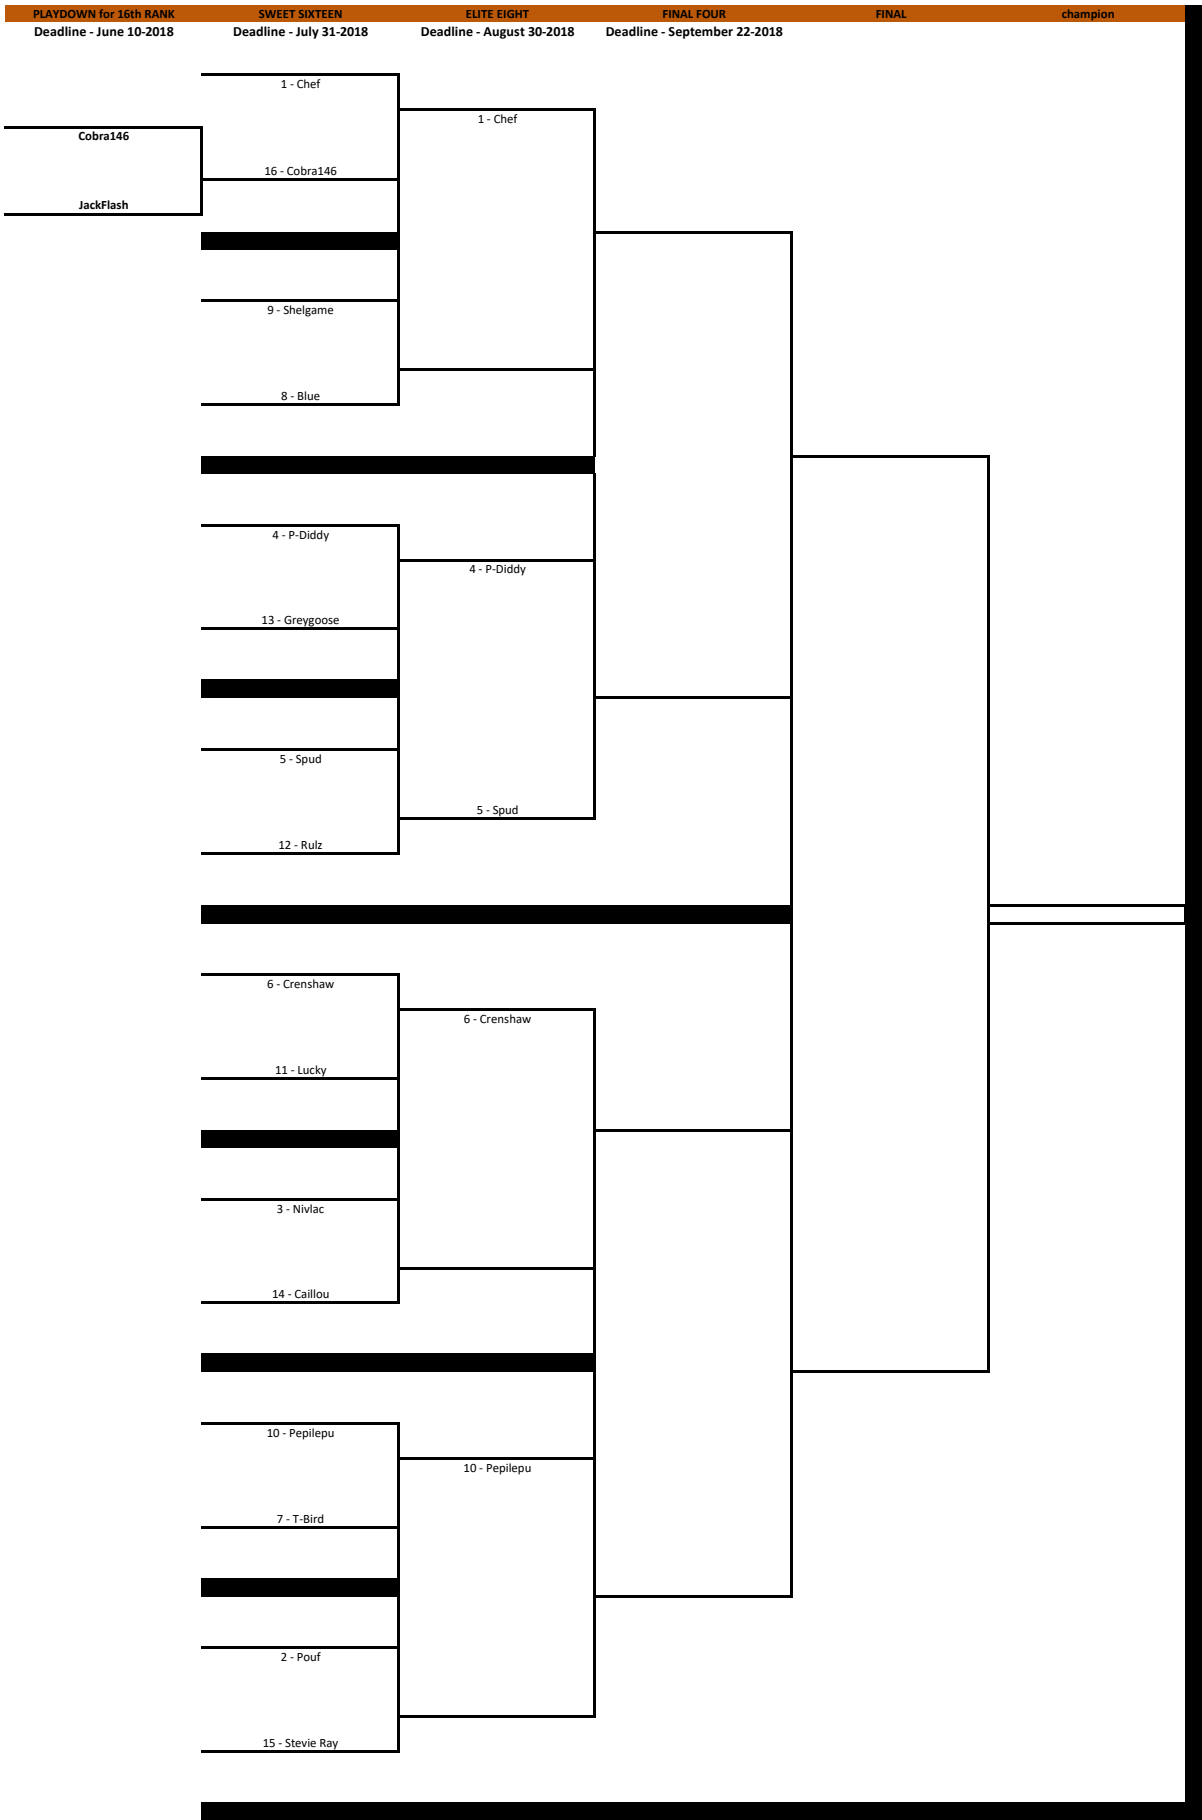 PLAYDOWN for 16th RANK SWEET SIXTEEN ELITE EIGHT FINAL FOUR FINAL champion
Deadline - June 10-2018 Deadline - July 31-2018 Deadline - August 30-2018 Deadline - September 22-2018
1 - Chef
1 - Chef
Cobra146
16 - Cobra146
JackFlash
9 - Shelgame
8 - Blue
4 - P-Diddy
4 - P-Diddy
13 - Greygoose
5 - Spud
5 - Spud
12 - Rulz
6 - Crenshaw
6 - Crenshaw
11 - Lucky
3 - Nivlac
14 - Caillou
10 - Pepilepu
10 - Pepilepu
7 - T-Bird
2 - Pouf
15 - Stevie Ray